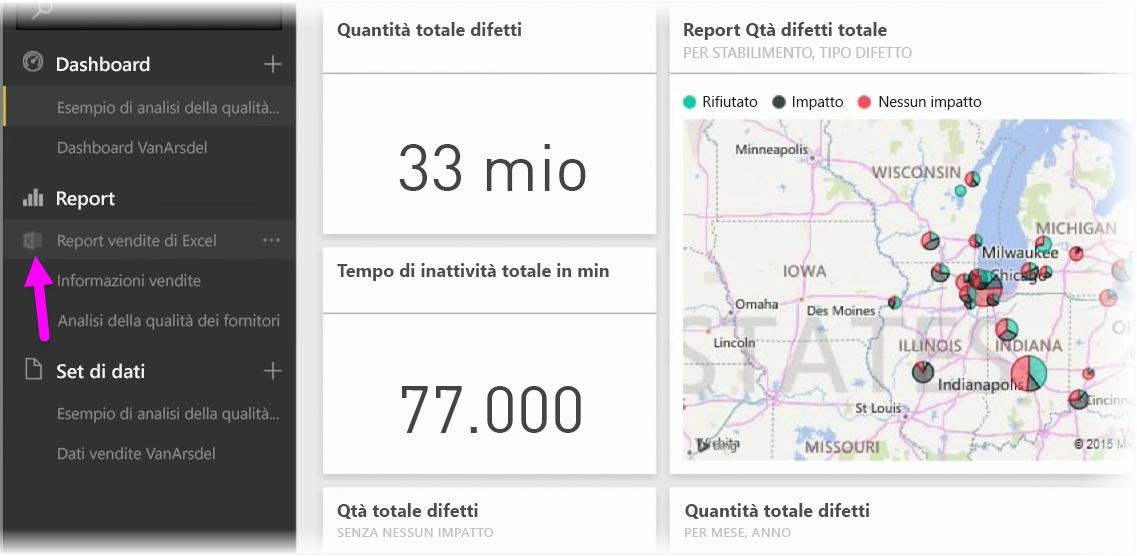 Dashboard
Esempio di analisi della qualità...
Dashboard VanArsdel
Report
Report vendite di Excel
Informazioni vendite
Analisi della qualità dei fornitori
Set di dati
Esempio di analisi della qualità...
Dati vendite VanArsdel
Quantità totale difetti
33 mio
Tempo di inattività totale in min
77.000
Qtà totale difetti
SENZA NESSUN IMPATTO
Report Qtà difetti totale
PER STABILIMENTO, TIPO DIFETTO
Rifiutato
Impatto
Nessun impatto
Minneapolis
WISCONSIN
MICHIGAN
Milwaukee
IOWA
Chicago
Omaha
Des Moines
STATES
Lincoln
ILLINOIS
INDIANA
OH
Indianapolis
Cincinna
St Louis
MISSOURI
bing
© 2015 Mic
Quantità totale difetti
PER MESE, ANNO